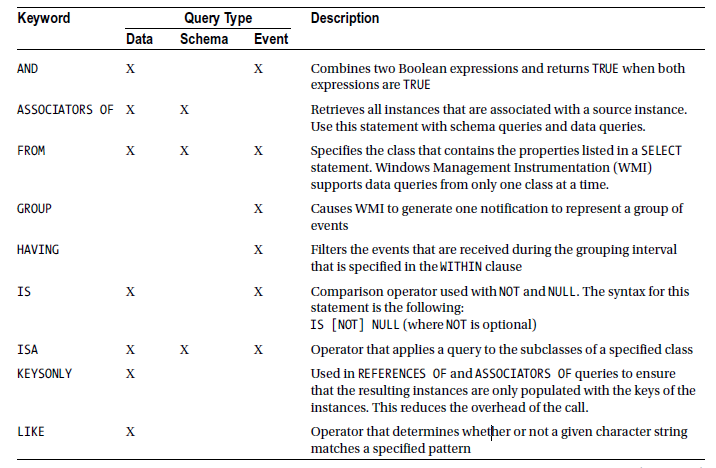 Keyword Query Type Description
Data Schema Event
AND X X Combines two Boolean expressions and returns TRUE when both
expressions are TRUE
ASSOCIATORS OF X X Retrieves all instances that are associated with a source instance.
Use this statement with schema queries and data queries.
FROM X X X Specifies the class that contains the properties listed in a SELECT
statement. Windows Management Instrumentation (WMI)
supports data queries from only one class at a time.
GROUP X Causes WMI to generate one notification to represent a group of
events
HAVING X Filters the events that are received during the grouping interval
that is specified in the WITHIN clause
IS X X Comparison operator used with NOT and NULL. The syntax for this
statement is the following:
IS [NOT] NULL (where NOT is optional)
ISA X X X Operator that applies a query to the subclasses of a specified class
KEYSONLY X Used in REFERENCES OF and ASSOCIATORS OF queries to ensure
that the resulting instances are only populated with the keys of the
instances. This reduces the overhead of the call.
LIKE X Operator that determines whether or not a given character string
matches a specified pattern